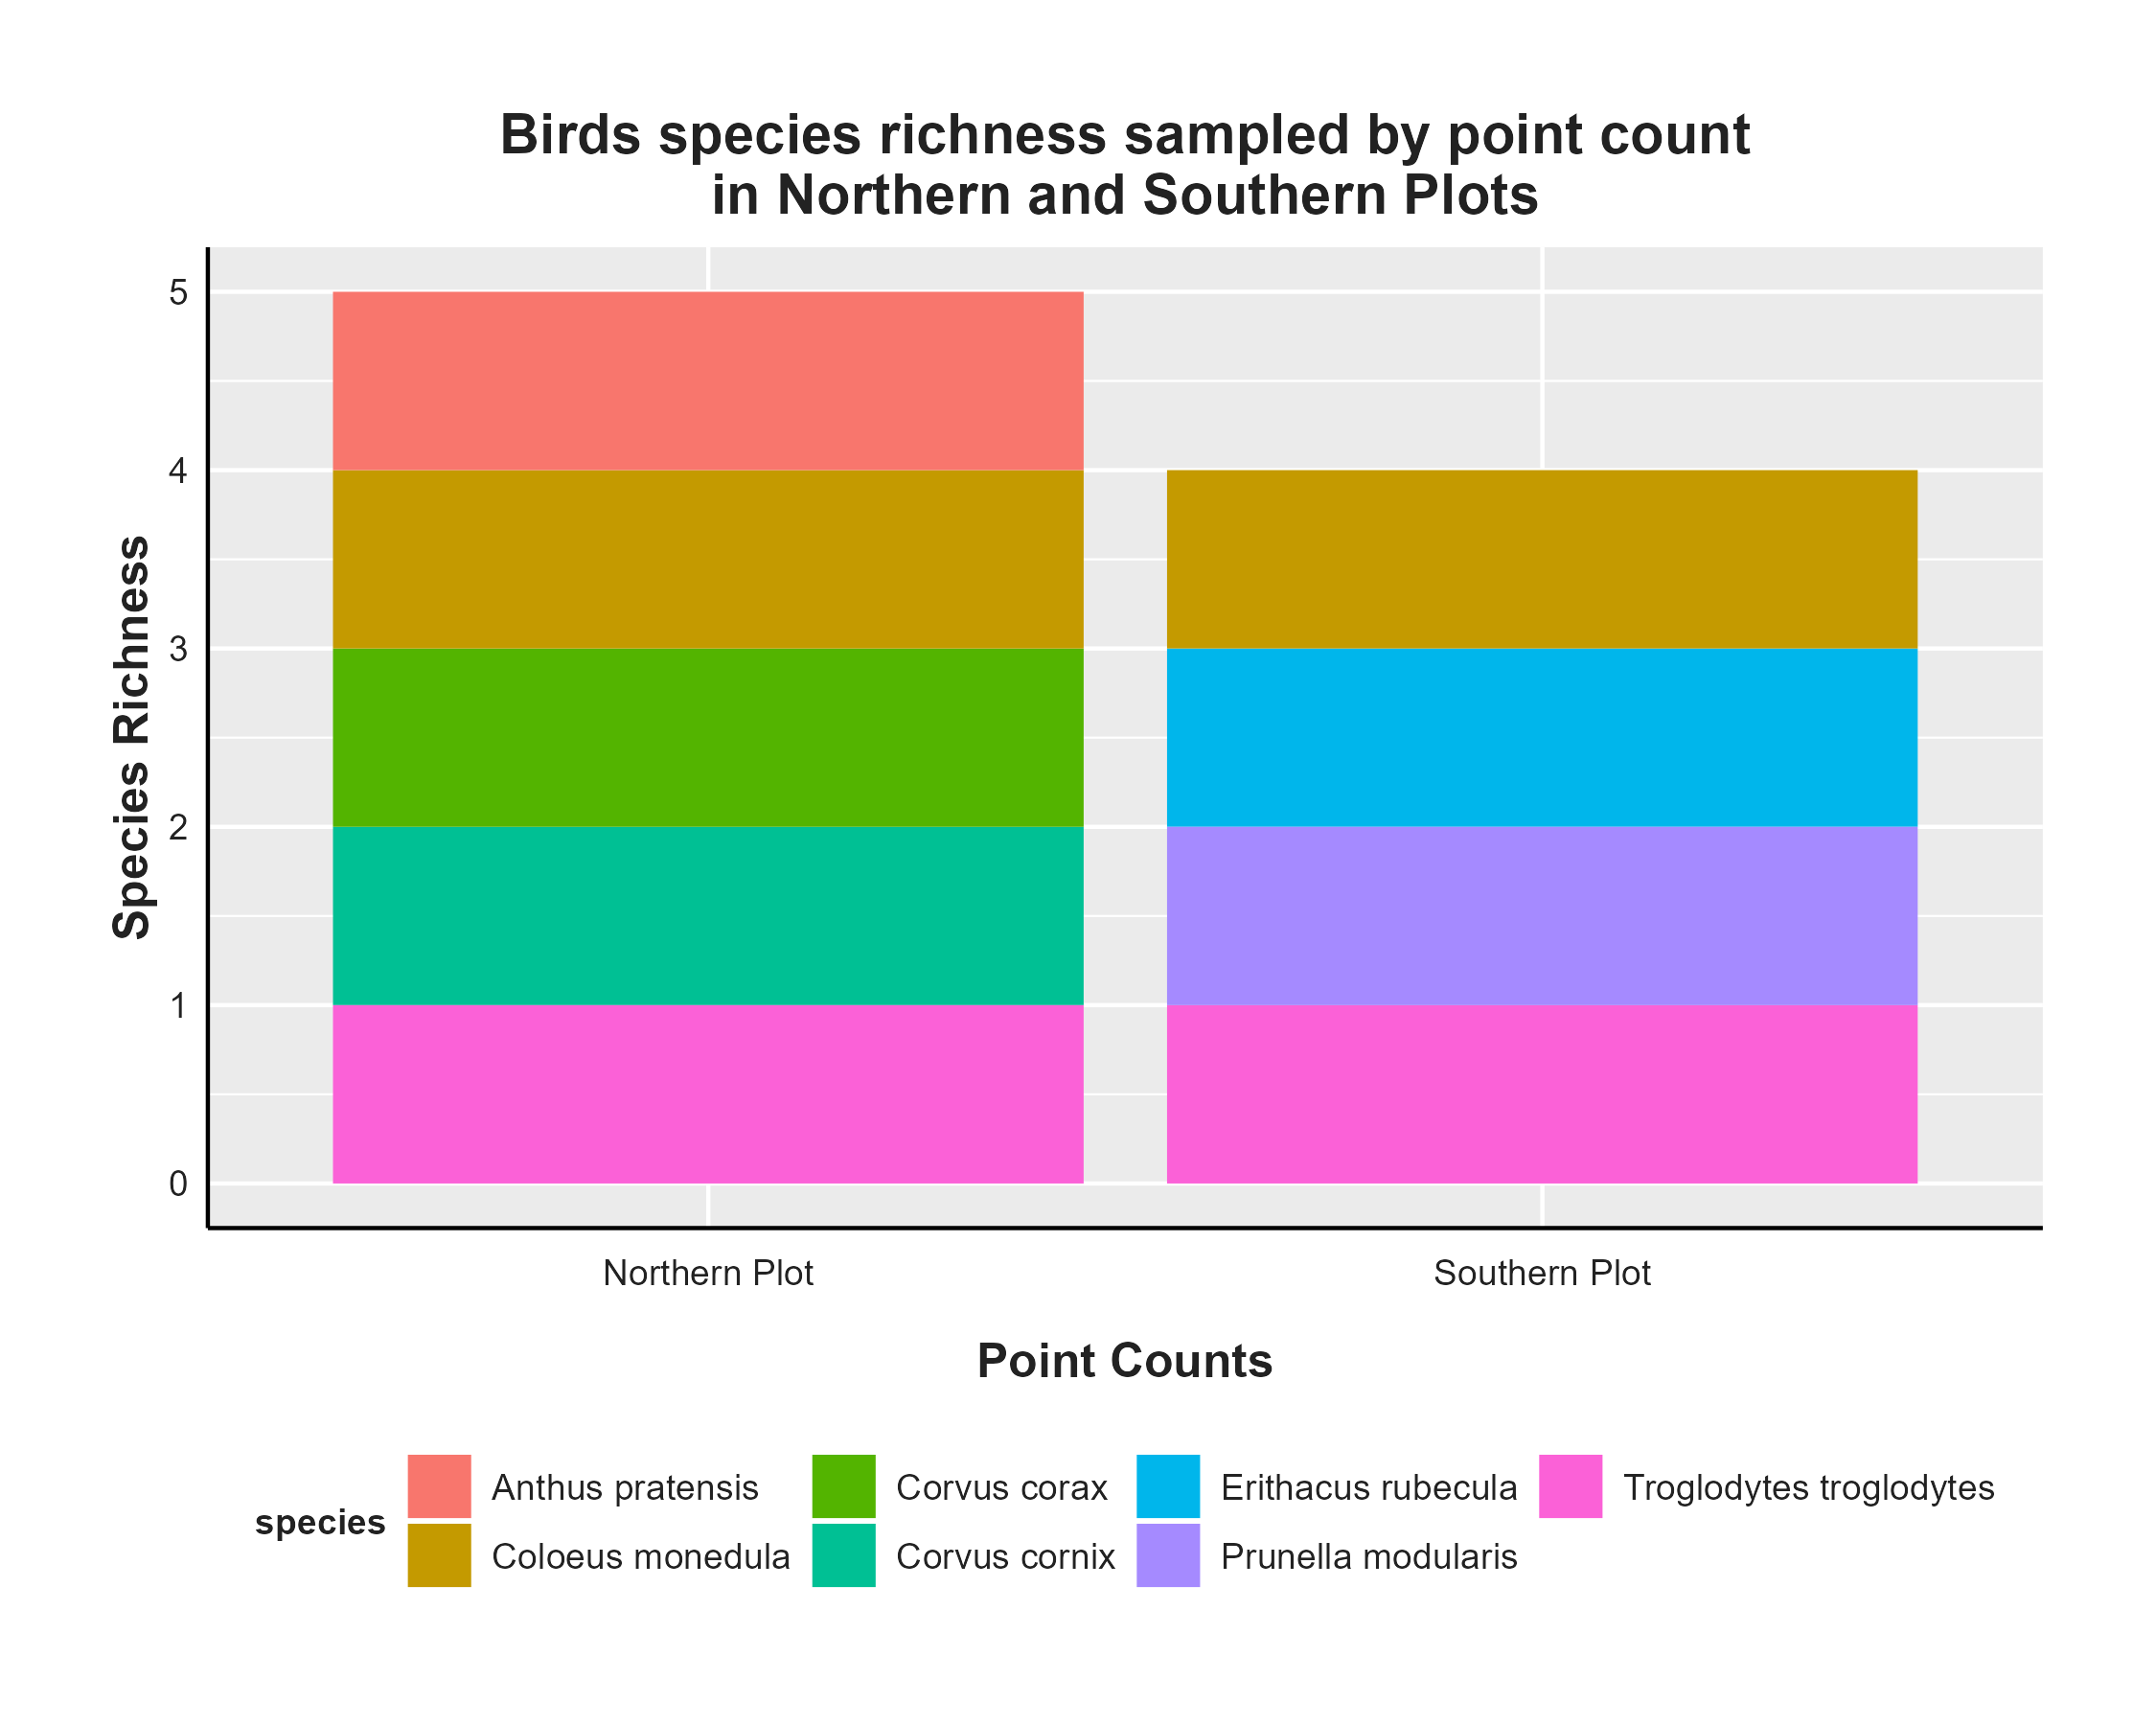 Birds species richness sampled by point count
in Northern and Southern Plots
Species Richness
5
4
3
2
1
0
Northern Plot
Southern Plot
Point Counts
species
Anthus pratensis
Coloeus monedula
Corvus corax
Corvus cornix
Erithacus rubecula
Prunella modularis
Troglodytes troglodytes